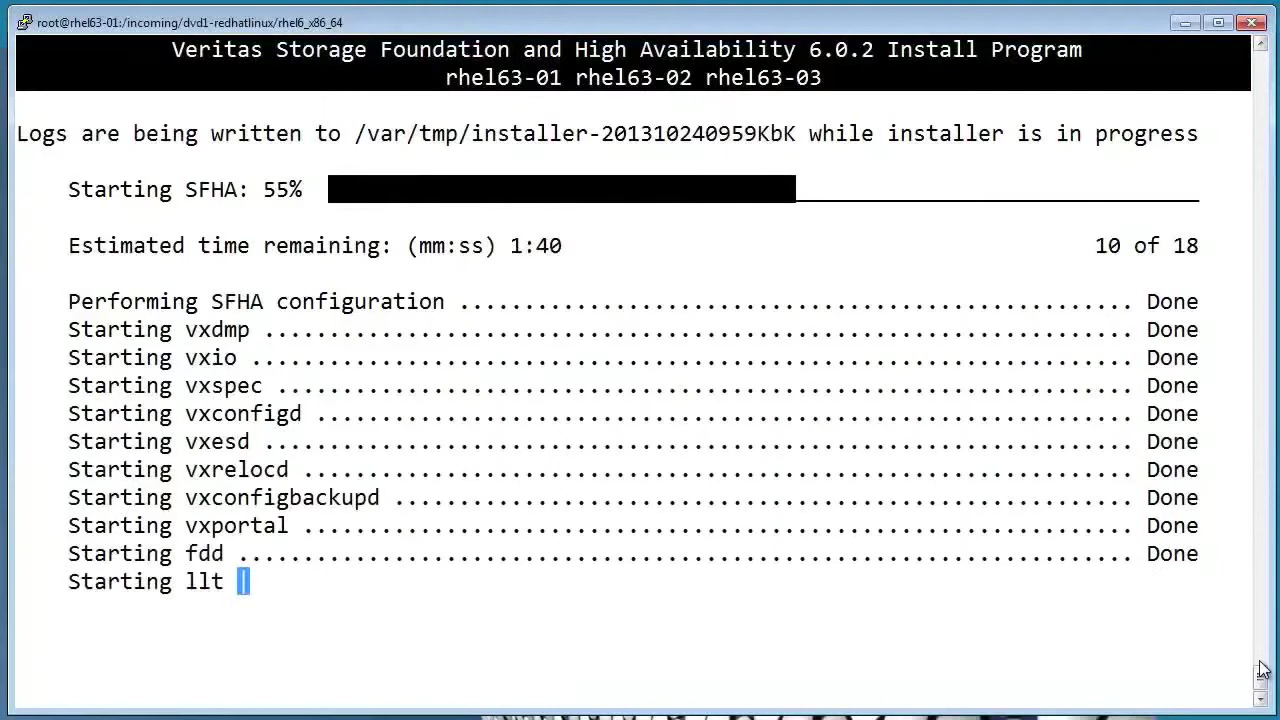 root@rhel63-01:/incoming/dvd1-redhatlinux/rhel6_x86_64
Veritas Storage Foundation and High Availability 6.0.2 Install Program
rhel63-01 rhel63-02 rhel63-03
Logs are being written to /var/tmp/installer-201310240959KbK while installer is in progress
Starting SFHA: 55%
Estimated time remaining: (mm:ss) 1:40 10 of 18
Performing SFHA configuration .................................................... Done
Starting vxdmp ................................................................... Done
Starting vxio .................................................................... Done
Starting vxspec .................................................................. Done
Starting vxconfigd ............................................................... Done
Starting vxesd ................................................................... Done
Starting vxrelocd ................................................................ Done
Starting vxconfigbackupd ......................................................... Done
Starting vxportal ................................................................ Done
Starting fdd ..................................................................... Done
Starting llt |